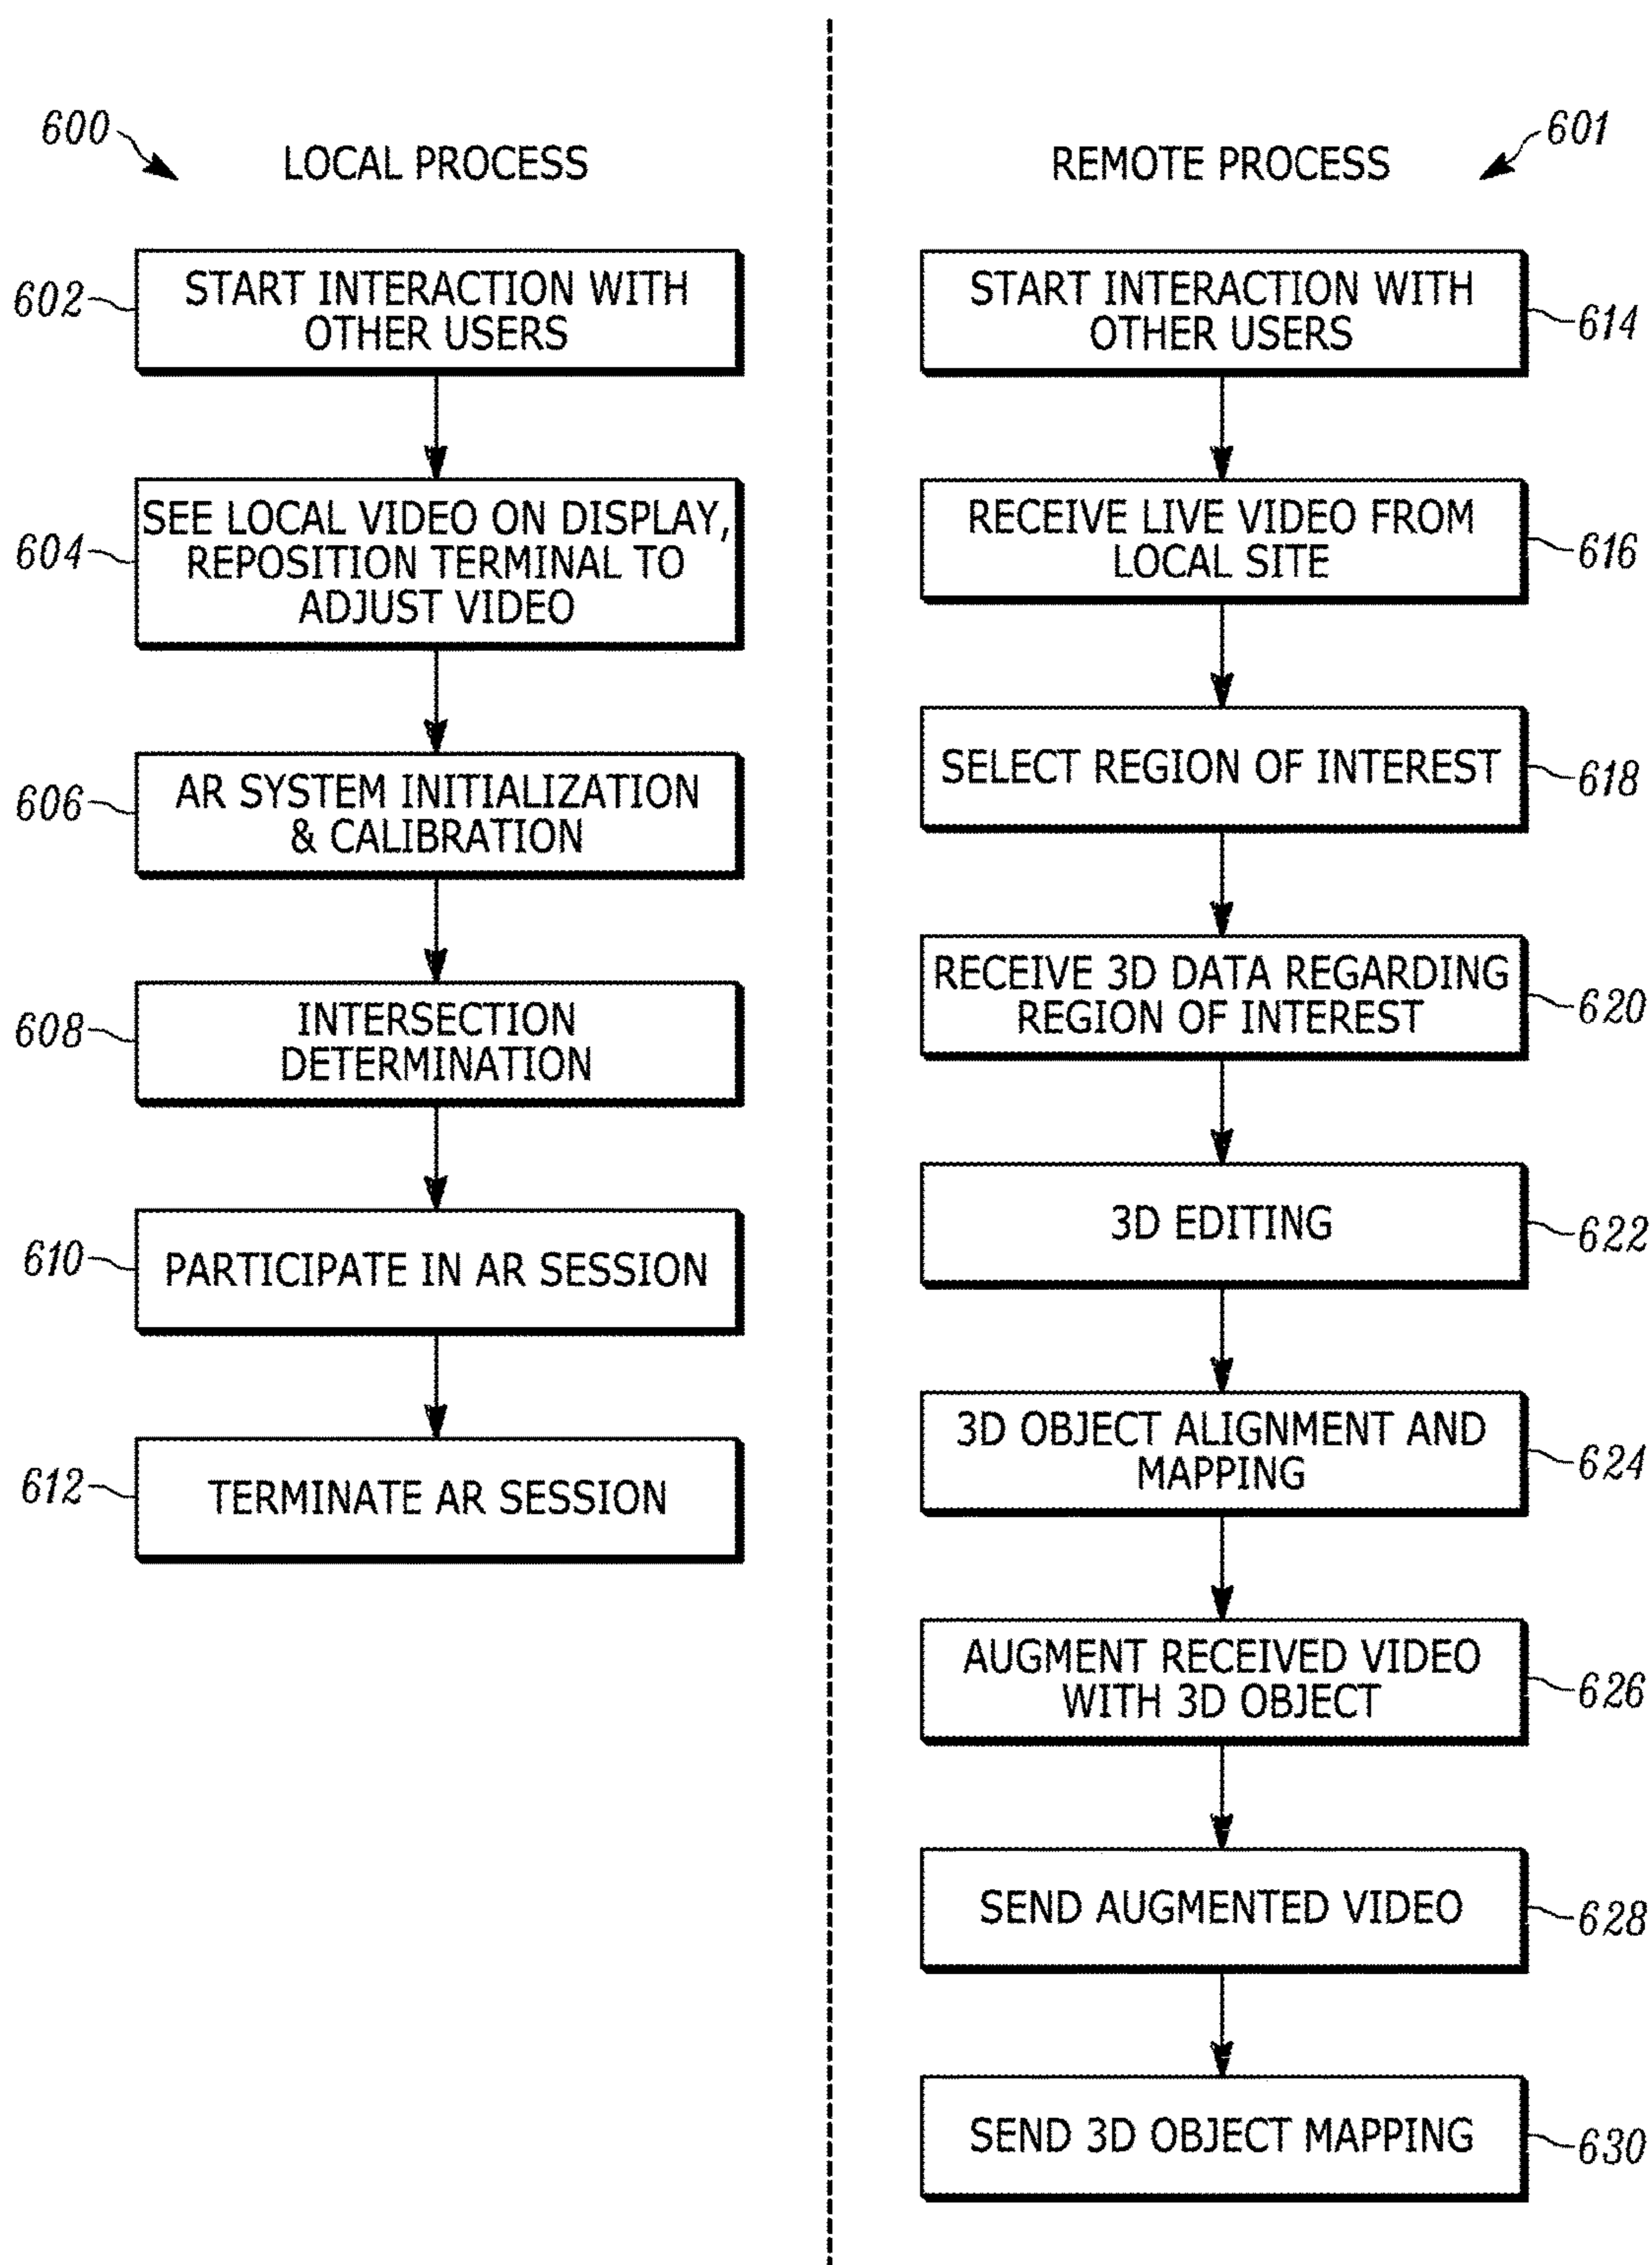 600
LOCAL PROCESS
602
START INTERACTION WITH
OTHER USERS
604
SEE LOCAL VIDEO ON DISPLAY,
REPOSITION TERMINAL TO
ADJUST VIDEO
606
AR SYSTEM INITIALIZATION
& CALIBRATION
608
INTERSECTION
DETERMINATION
610
PARTICIPATE IN AR SESSION
612
TERMINATE AR SESSION
REMOTE PROCESS
601
START INTERACTION WITH
OTHER USERS
614
RECEIVE LIVE VIDEO FROM
LOCAL SITE
616
SELECT REGION OF INTEREST
618
RECEIVE 3D DATA REGARDING
REGION OF INTEREST
620
3D EDITING
622
3D OBJECT ALIGNMENT AND
MAPPING
624
AUGMENT RECEIVED VIDEO
WITH 3D OBJECT
626
SEND AUGMENTED VIDEO
628
SEND 3D OBJECT MAPPING
630